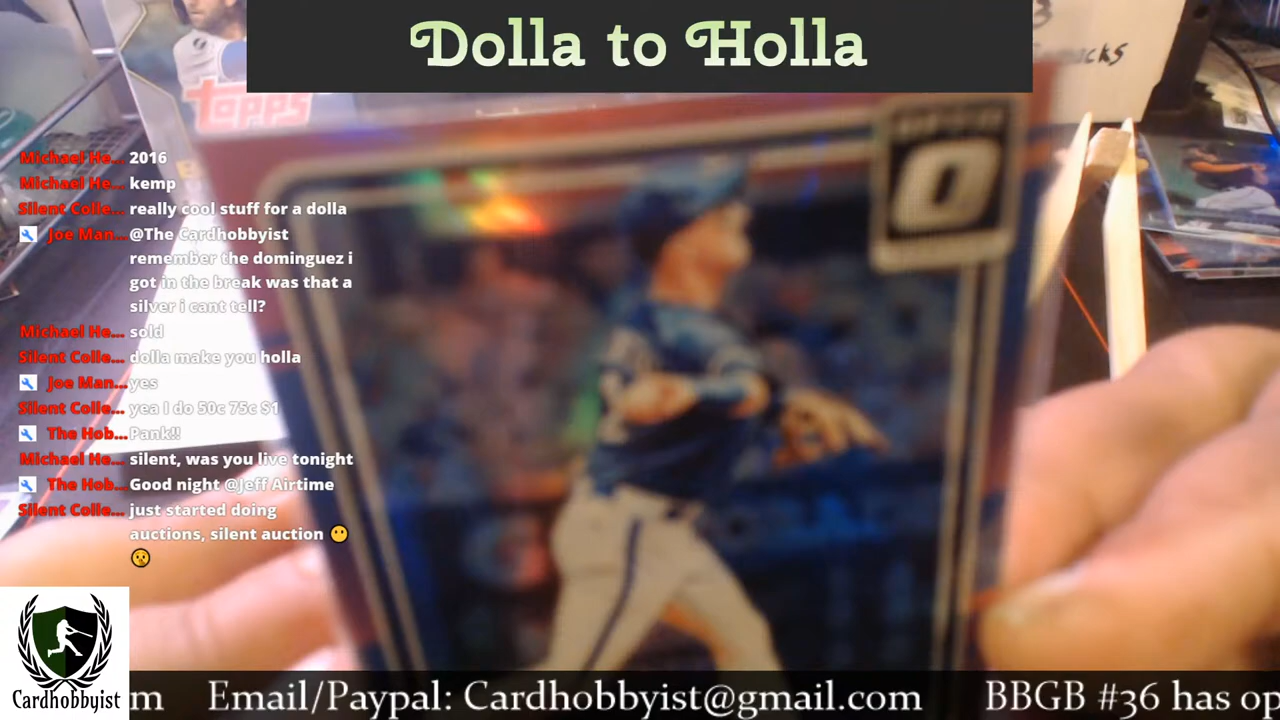 Dolla to Holla
topps
Michael He... 2016
Michael He... kemp
Silent Colle... really cool stuff for a dolla
Joe Man... @The Cardhobbyist
remember the dominguez i
got in the break was that a
silver i cant tell?
Michael He... sold
Silent Colle... dolla make you holla
Joe Man... yes
Silent Colle... yea I do 50c 75c $1
The Hob... Pank!!
Michael He... silent, was you live tonight
The Hob... Good night @Jeff Airtime
Silent Colle... just started doing
auctions, silent auction 😶
🤫
Cardhobbyist
m Email/Paypal: Cardhobbyist@gmail.com BBGB #36 has op